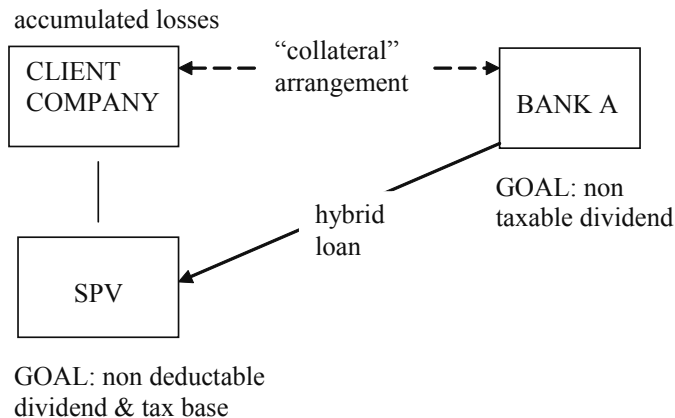 accumulated losses
CLIENT
COMPANY
“collateral”
arrangement
BANK A
GOAL: non
taxable dividend
hybrid
loan
SPV
GOAL: non deductable
dividend & tax base